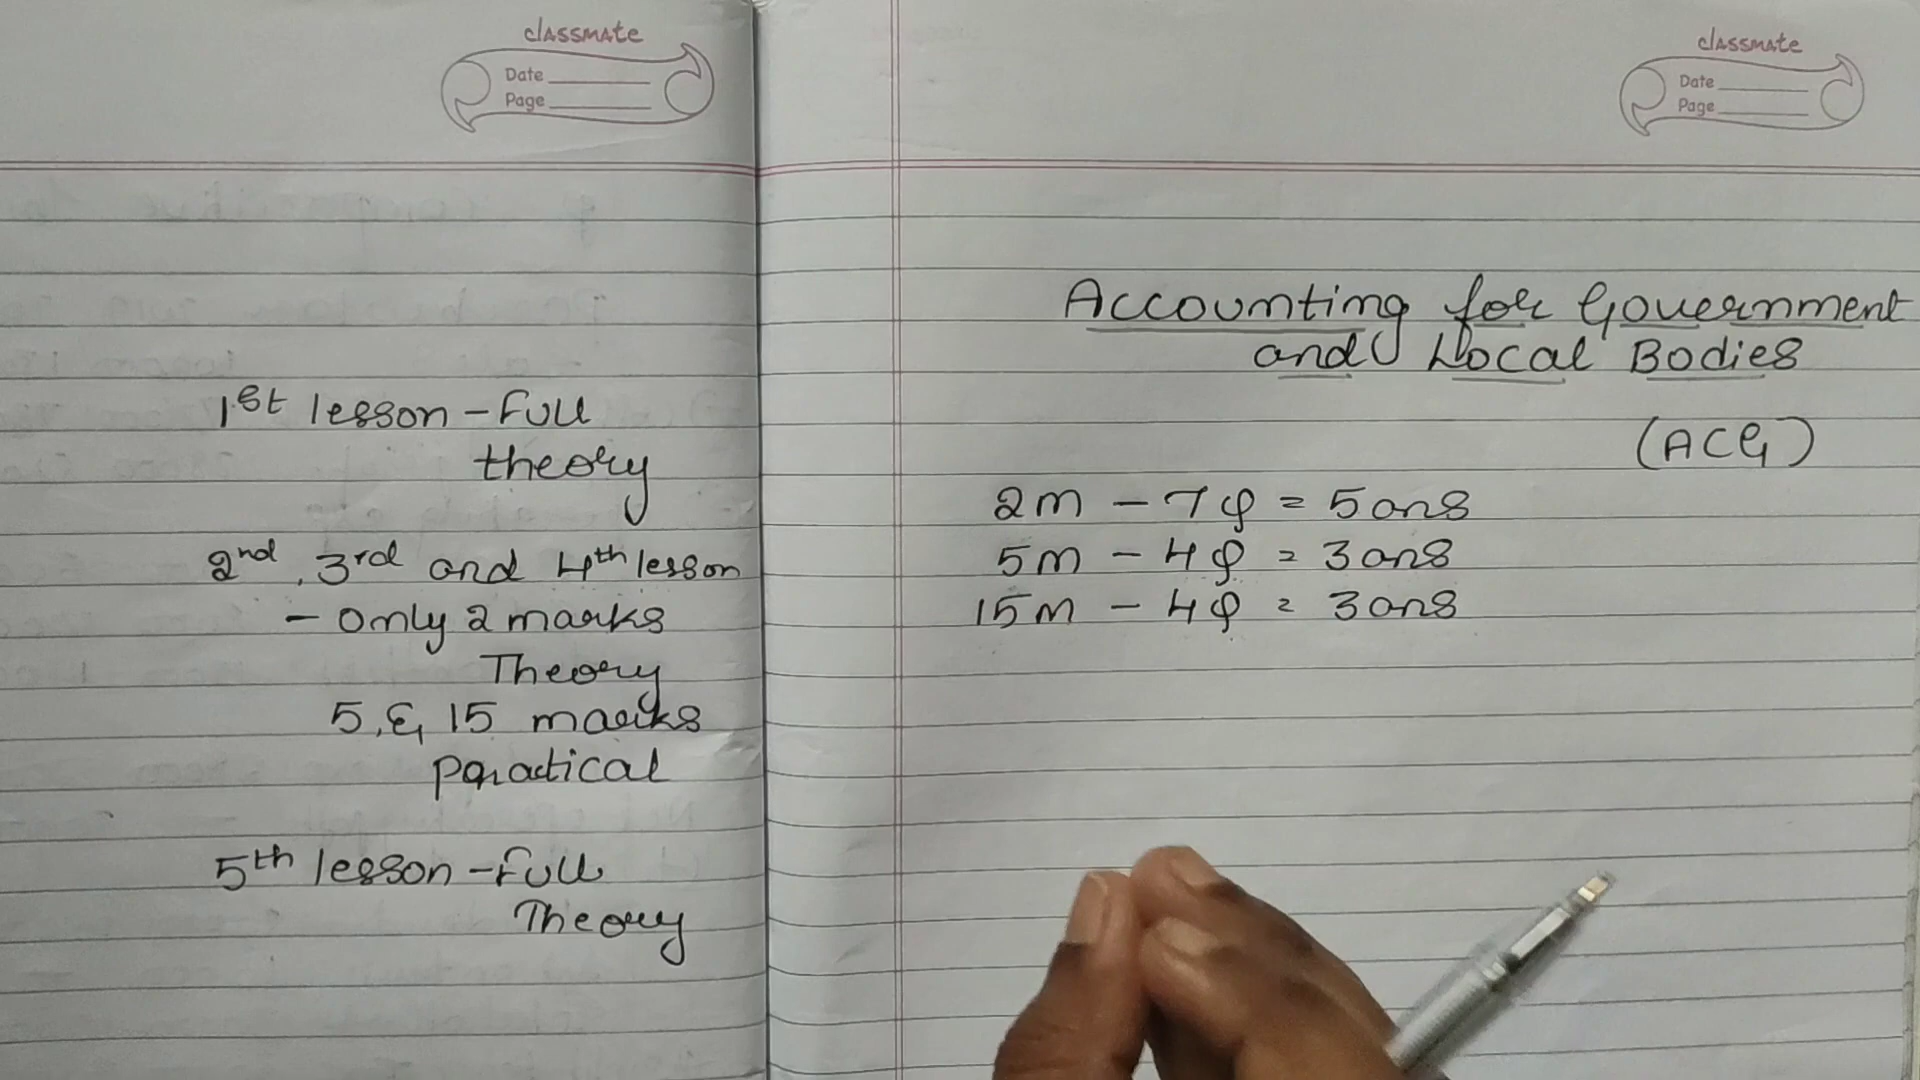 classmate
Date
Page
1st lesson - Full
theory
2nd, 3rd and 4th lesson
- Only 2 marks
Theory
5, & 15 marks
practical
5th lesson - Full
Theory
classmate
Date
Page
Accounting for Government
and Local Bodies
(ACG)
2m - 7Q = 5ans
5m - 4Q = 3ans
15m - 4Q = 3ans